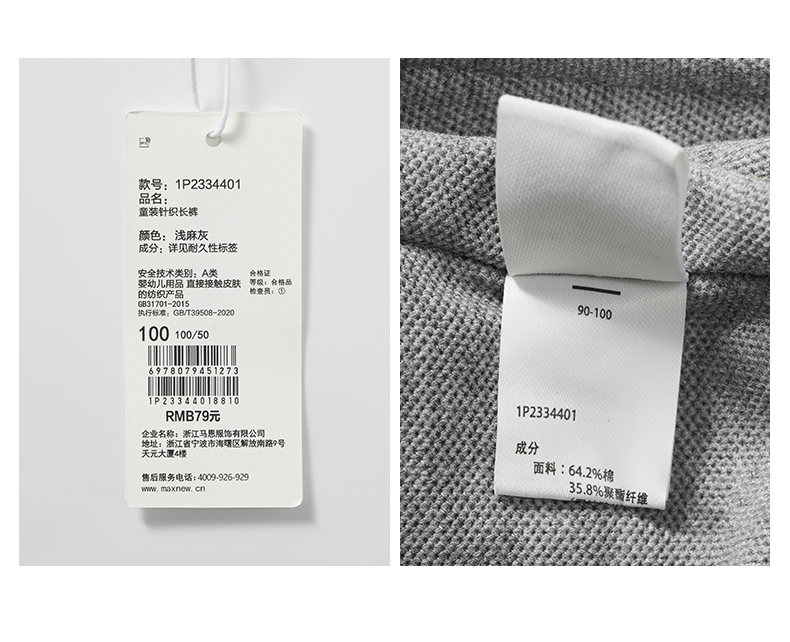 款号：1P2334401
品名：
童装针织长裤
颜色：浅麻灰
成分：详见耐久性标签
安全技术类别：A类
婴幼儿用品 直接接触皮肤
的纺织产品
GB31701-2015
执行标准：GB/T39508-2020
合格证
等级：合格品
检查员：①
100 100/50
6978079451273
1P23344018810
RMB79元
企业名称：浙江马恩服饰有限公司
地址：浙江省宁波市海曙区解放南路9号
天元大厦4楼
售后服务电话：4009-926-929
www.maxnew.cn
90-100
1P2334401
成分
面料：64.2%棉
35.8%聚酯纤维